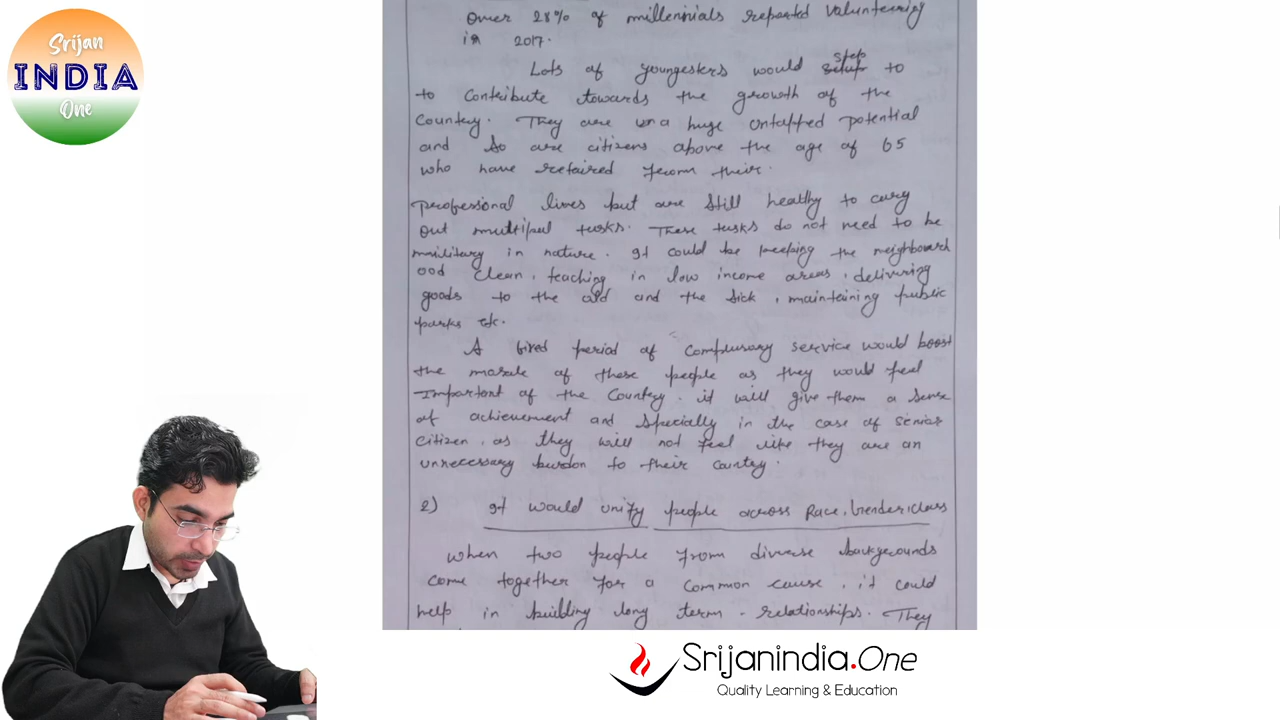 Srijan
INDIA
One
Over 28% of millennials reported volunteering
in 2017.
Lots of youngesters would step to
to contribute towards the growth of the
Country. They are una huge untapped potential
and so are citizens above the age of 65
who have retaired from their.
professional lives but are still healthy to cary
out multipul tasks. These tasks do not need to be
mailitary in nature. It could be keeping the neighbourh
ood clean, teaching in low income areas, delivering
goods to the old and the sick, maintaining public
parks etc.
A fixed period of complusary service would boost
the morale of these people as they would feel
Important of the Country. it will give them a sense
of achievement and specially in the case of senior
citizen, as they will not feel like they are an
unnecessary burdon to their country.
2) It would unify people across Race, Gender, class
When two people from diverse backgrounds
come together for a common cause, it could
help in building long term - relationships. They
Srijanindia.One
Quality Learning & Education